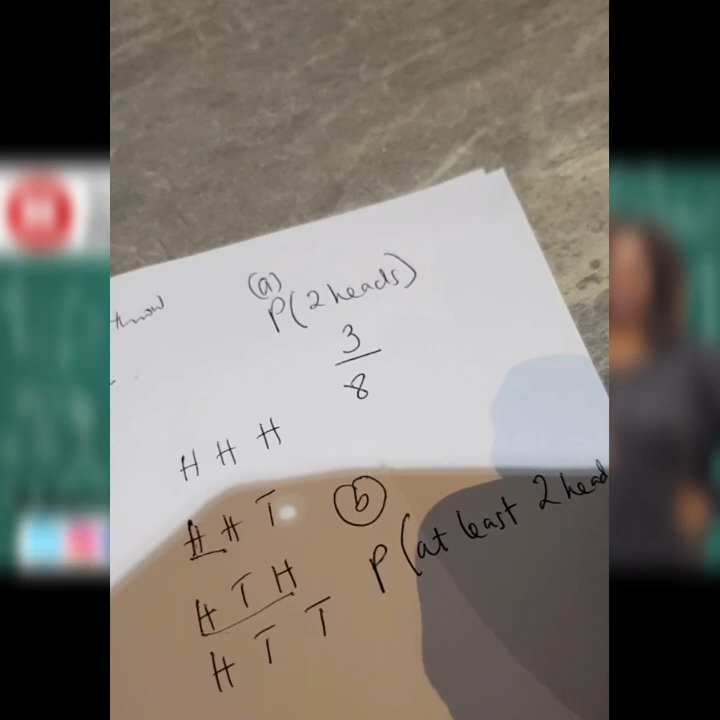 (a)
throw
P(2 heads)
3
8
H H H
H H T
(b)
P(at least 2 head
H T H
H T T